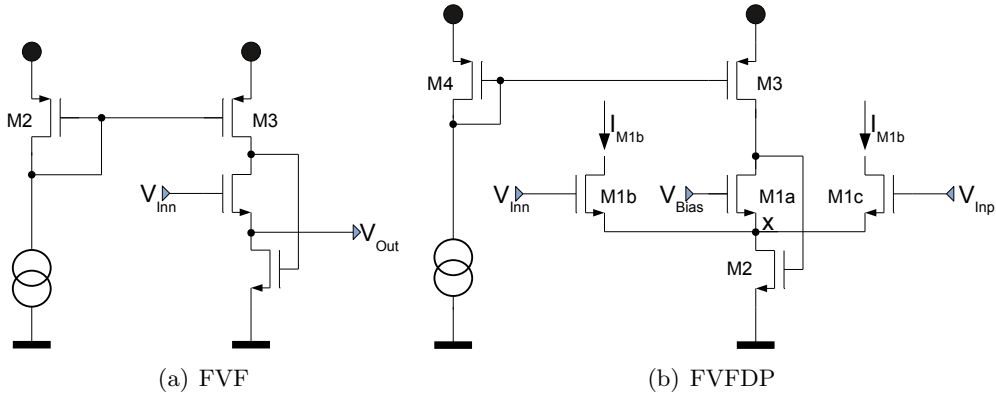 M2
M3
V_Inn
V_Out
(a) FVF
M4
M3
I_M1b
I_M1b
V_Inn
M1b
V_Bias
M1a
M1c
V_Inp
X
M2
(b) FVFDP